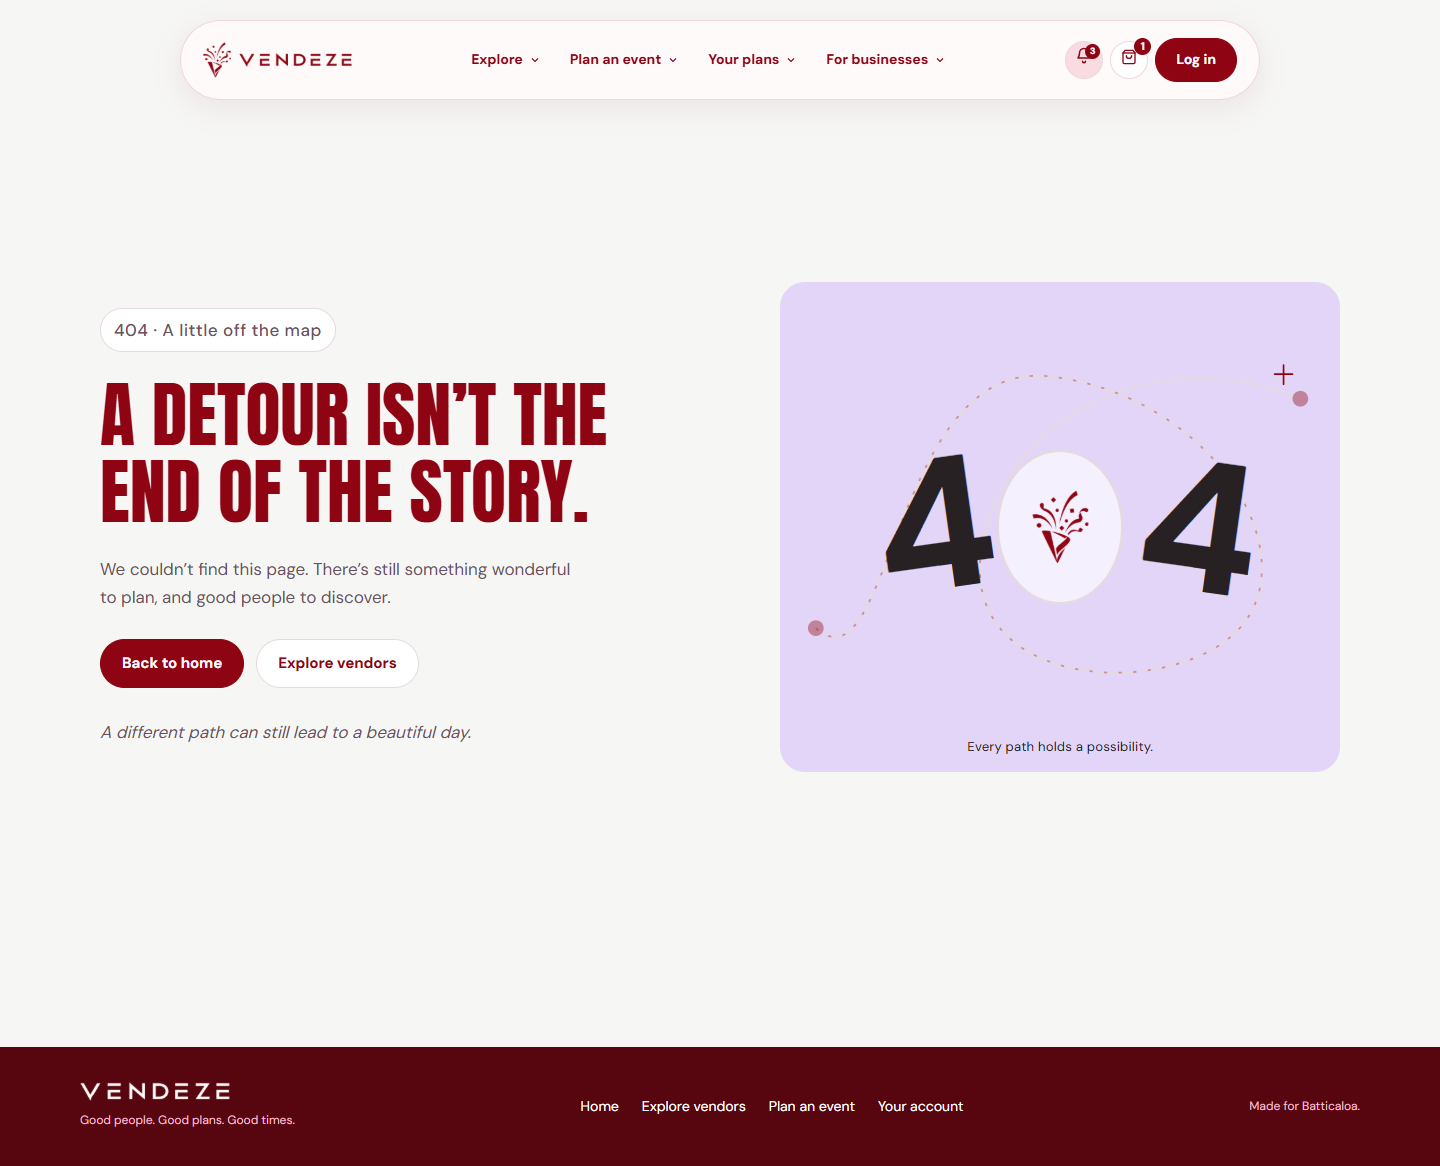 VENDEZE
Explore
Plan an event
Your plans
For businesses
3
1
Log in
404 · A little off the map
A DETOUR ISN’T THE
END OF THE STORY.
We couldn’t find this page. There’s still something wonderful
to plan, and good people to discover.
Back to home
Explore vendors
A different path can still lead to a beautiful day.
4 4
Every path holds a possibility.
VENDEZE
Good people. Good plans. Good times.
Home
Explore vendors
Plan an event
Your account
Made for Batticaloa.